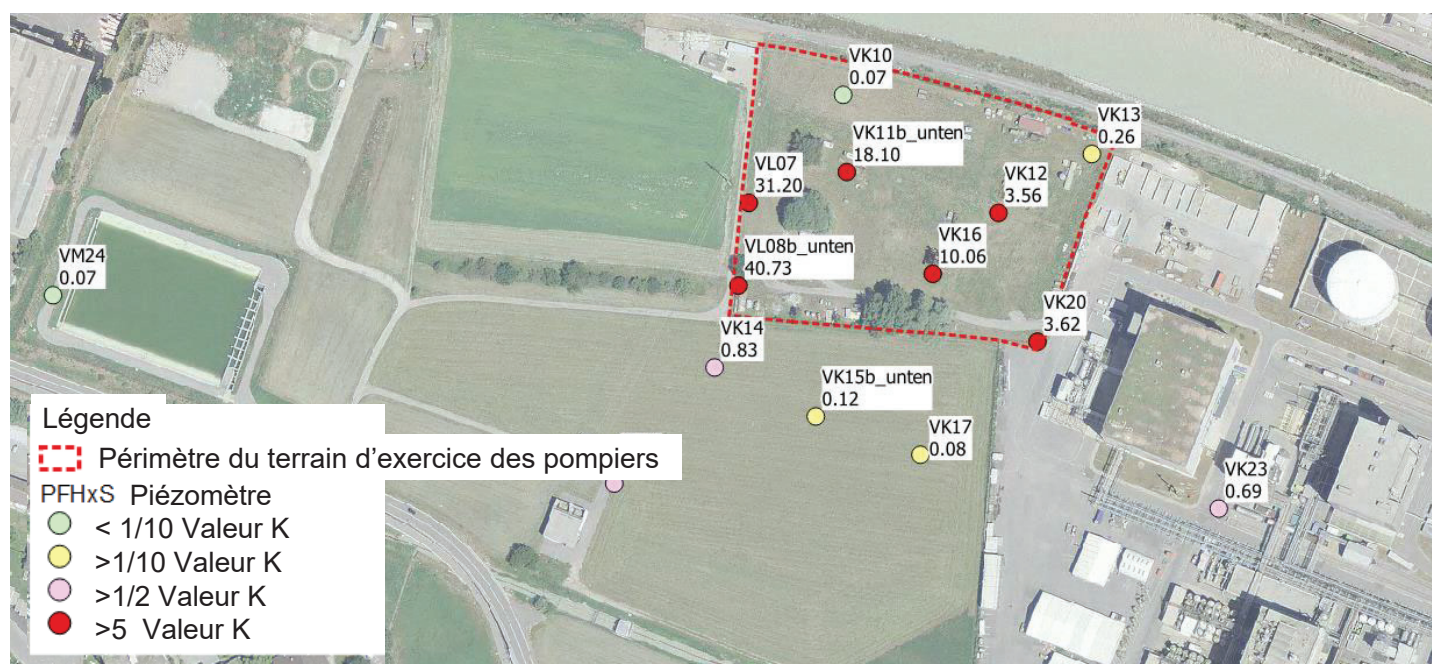 VK10
0.07
VK13
0.26
VK11b_unten
18.10
VL07
31.20
VK12
3.56
VL08b_unten
40.73
VK16
10.06
VM24
0.07
VK20
3.62
VK14
0.83
VK15b_unten
0.12
VK17
0.08
VK23
0.69
Légende
Périmètre du terrain d'exercice des pompiers
PFHxS Piézomètre
< 1/10 Valeur K
>1/10 Valeur K
>1/2 Valeur K
>5 Valeur K